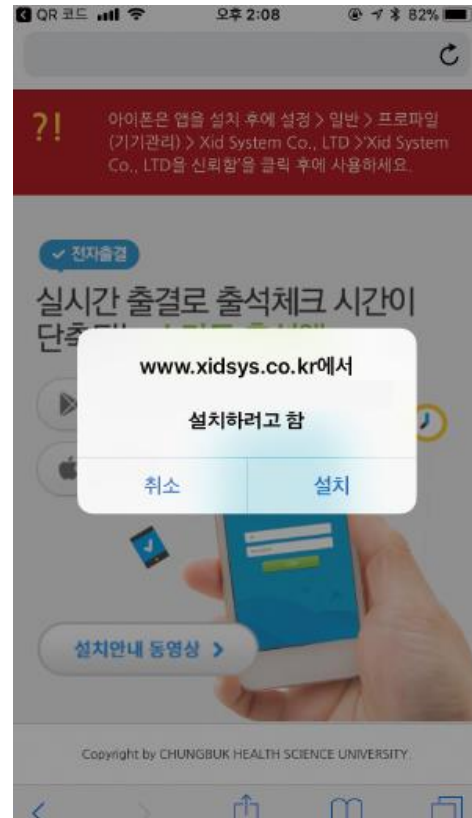 QR 코드 오후 2:08 82%
?!
아이폰은 앱을 설치 후에 설정 > 일반 > 프로파일
(기기관리) > Xid System Co., LTD >'Xid System
Co., LTD을 신뢰함'을 클릭 후에 사용하세요.
전자출결
실시간 출결로 출석체크 시간이
www.xidsys.co.kr에서
설치하려고 함
취소 설치
설치안내 동영상 >
Copyright by CHUNGBUK HEALTH SCIENCE UNIVERSITY.